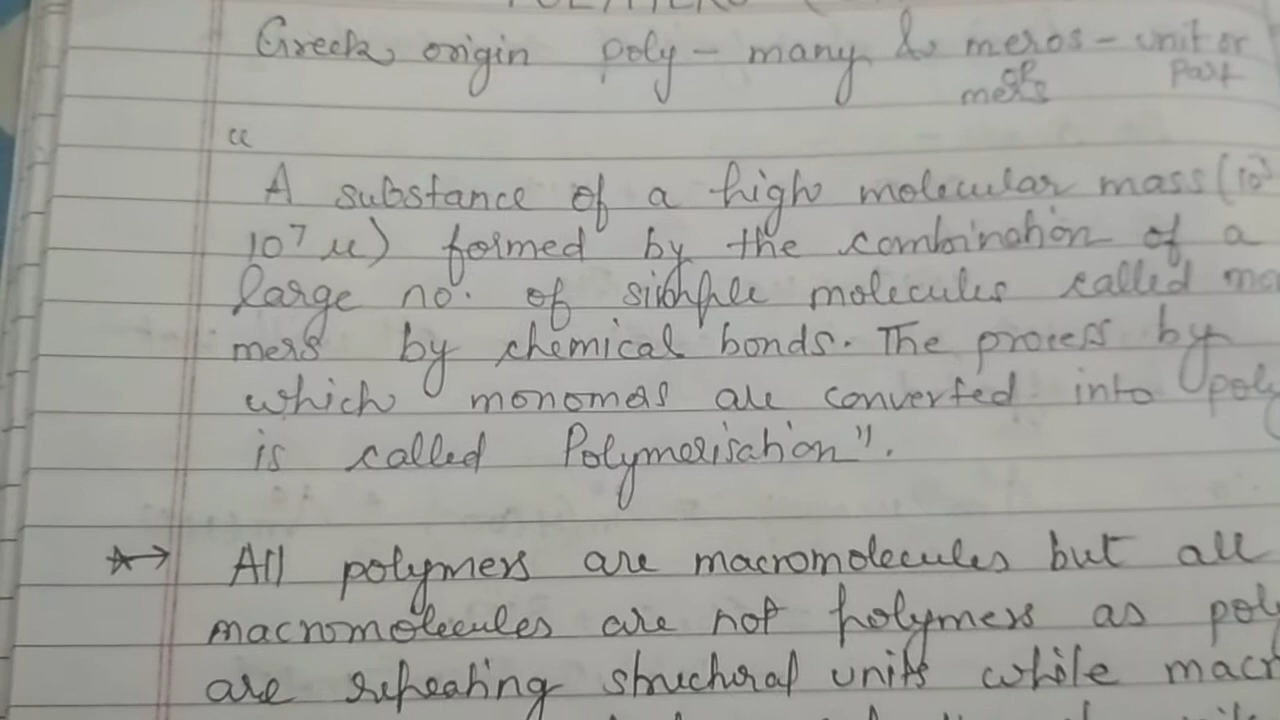 Greek origin poly - many & meros - unit or
or mers part
“
A substance of a high molecular mass (10³
10⁷ u) formed by the combination of a
large no. of simple molecules called mo
mers by chemical bonds. The process by
which monomers are converted into poly
is called Polymerisation".
★→ All polymers are macromolecules but all
macromolecules are not polymers as pol
are repeating structural units while macr